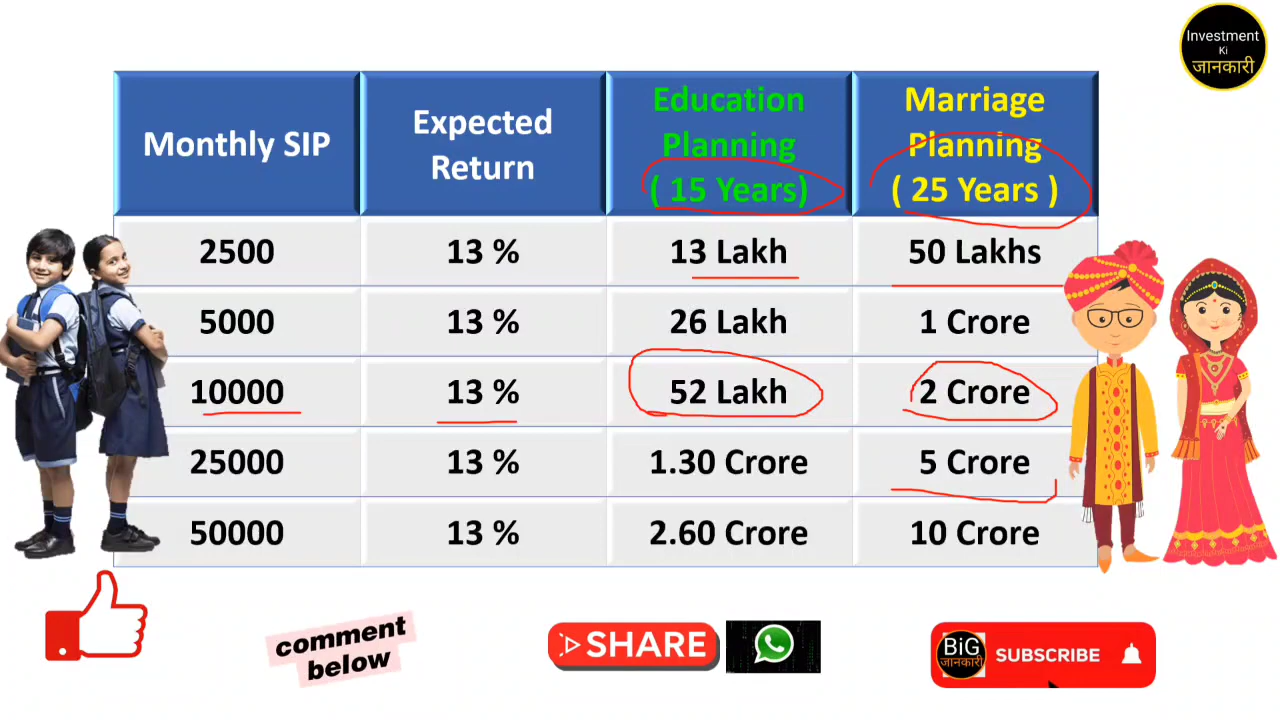 Investment
Ki
जानकारी
Monthly SIP
Expected
Return
Education
Planning
( 15 Years)
Marriage
Planning
( 25 Years )
2500 13 % 13 Lakh 50 Lakhs
5000 13 % 26 Lakh 1 Crore
10000 13 % 52 Lakh 2 Crore
25000 13 % 1.30 Crore 5 Crore
50000 13 % 2.60 Crore 10 Crore
comment
below
SHARE
BiG
जानकारी
SUBSCRIBE